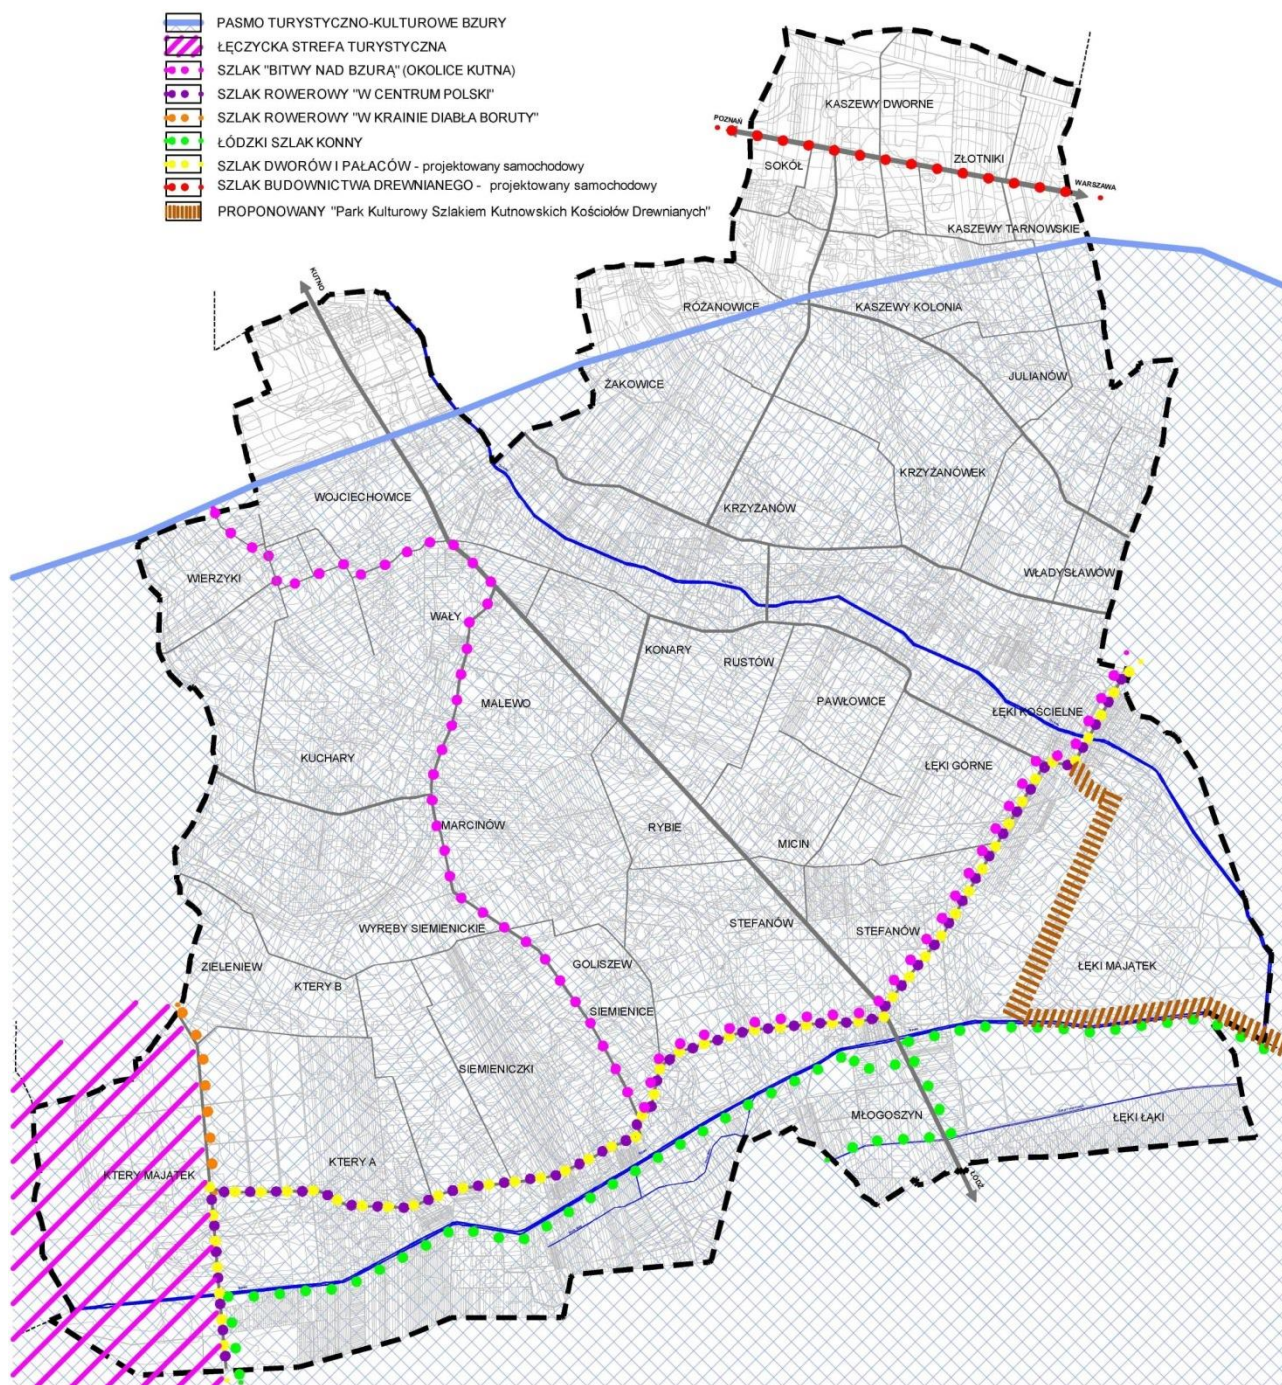 PASMO TURYSTYCZNO-KULTUROWE BZURY
ŁĘCZYCKA STREFA TURYSTYCZNA
SZLAK "BITWY NAD BZURĄ" (OKOLICE KUTNA)
SZLAK ROWEROWY "W CENTRUM POLSKI"
SZLAK ROWEROWY "W KRAINIE DIABŁA BORUTY"
ŁÓDZKI SZLAK KONNY
SZLAK DWORÓW I PAŁACÓW - projektowany samochodowy
SZLAK BUDOWNICTWA DREWNIANEGO - projektowany samochodowy
PROPONOWANY "Park Kulturowy Szlakiem Kutnowskich Kościołów Drewnianych"
KASZEWY DWORNE
POZNAŃ
SOKÓŁ
ZŁOTNIKI
WARSZAWA
KASZEWY TARNOWSKIE
KUTNO
RÓŻANOWICE
KASZEWY KOLONIA
ŻAKOWICE
JULIANÓW
KRZYŻANÓWEK
WOJCIECHOWICE
KRZYŻANÓW
WIERZYKI
WŁADYSŁAWÓW
WAŁY
KONARY
RUSTÓW
MALEWO
PAWŁOWICE
ŁĘKI KOŚCIELNE
KUCHARY
ŁĘKI GÓRNE
MARCINÓW
RYBIE
MICIN
STEFANÓW
STEFANÓW
WYRĘBY SIEMIENICKIE
ZIELENIEW
GOLISZEW
ŁĘKI MAJĄTEK
KTERY B
SIEMIENICE
SIEMIENICZKI
MŁOGOSZYN
ŁĘKI ŁĄKI
KTERY A
KTERY MAJĄTEK
ŁÓDŹ